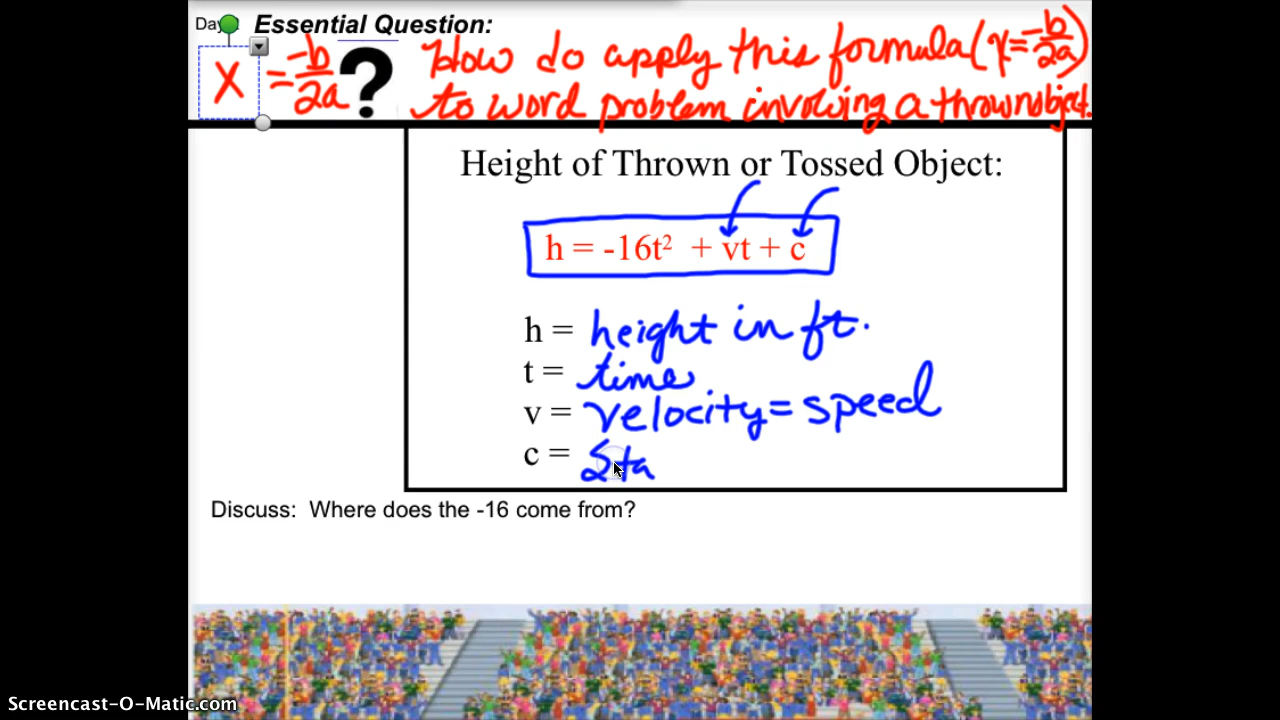 Day
Essential Question:
X = -b/2a ? How do apply this formula (x = -b/2a)
to word problem involving a thrown object.
Height of Thrown or Tossed Object:
h = -16t² + vt + c
h = height in ft.
t = time
v = velocity = speed
c = Sta
Discuss: Where does the -16 come from?
Screencast-O-Matic.com